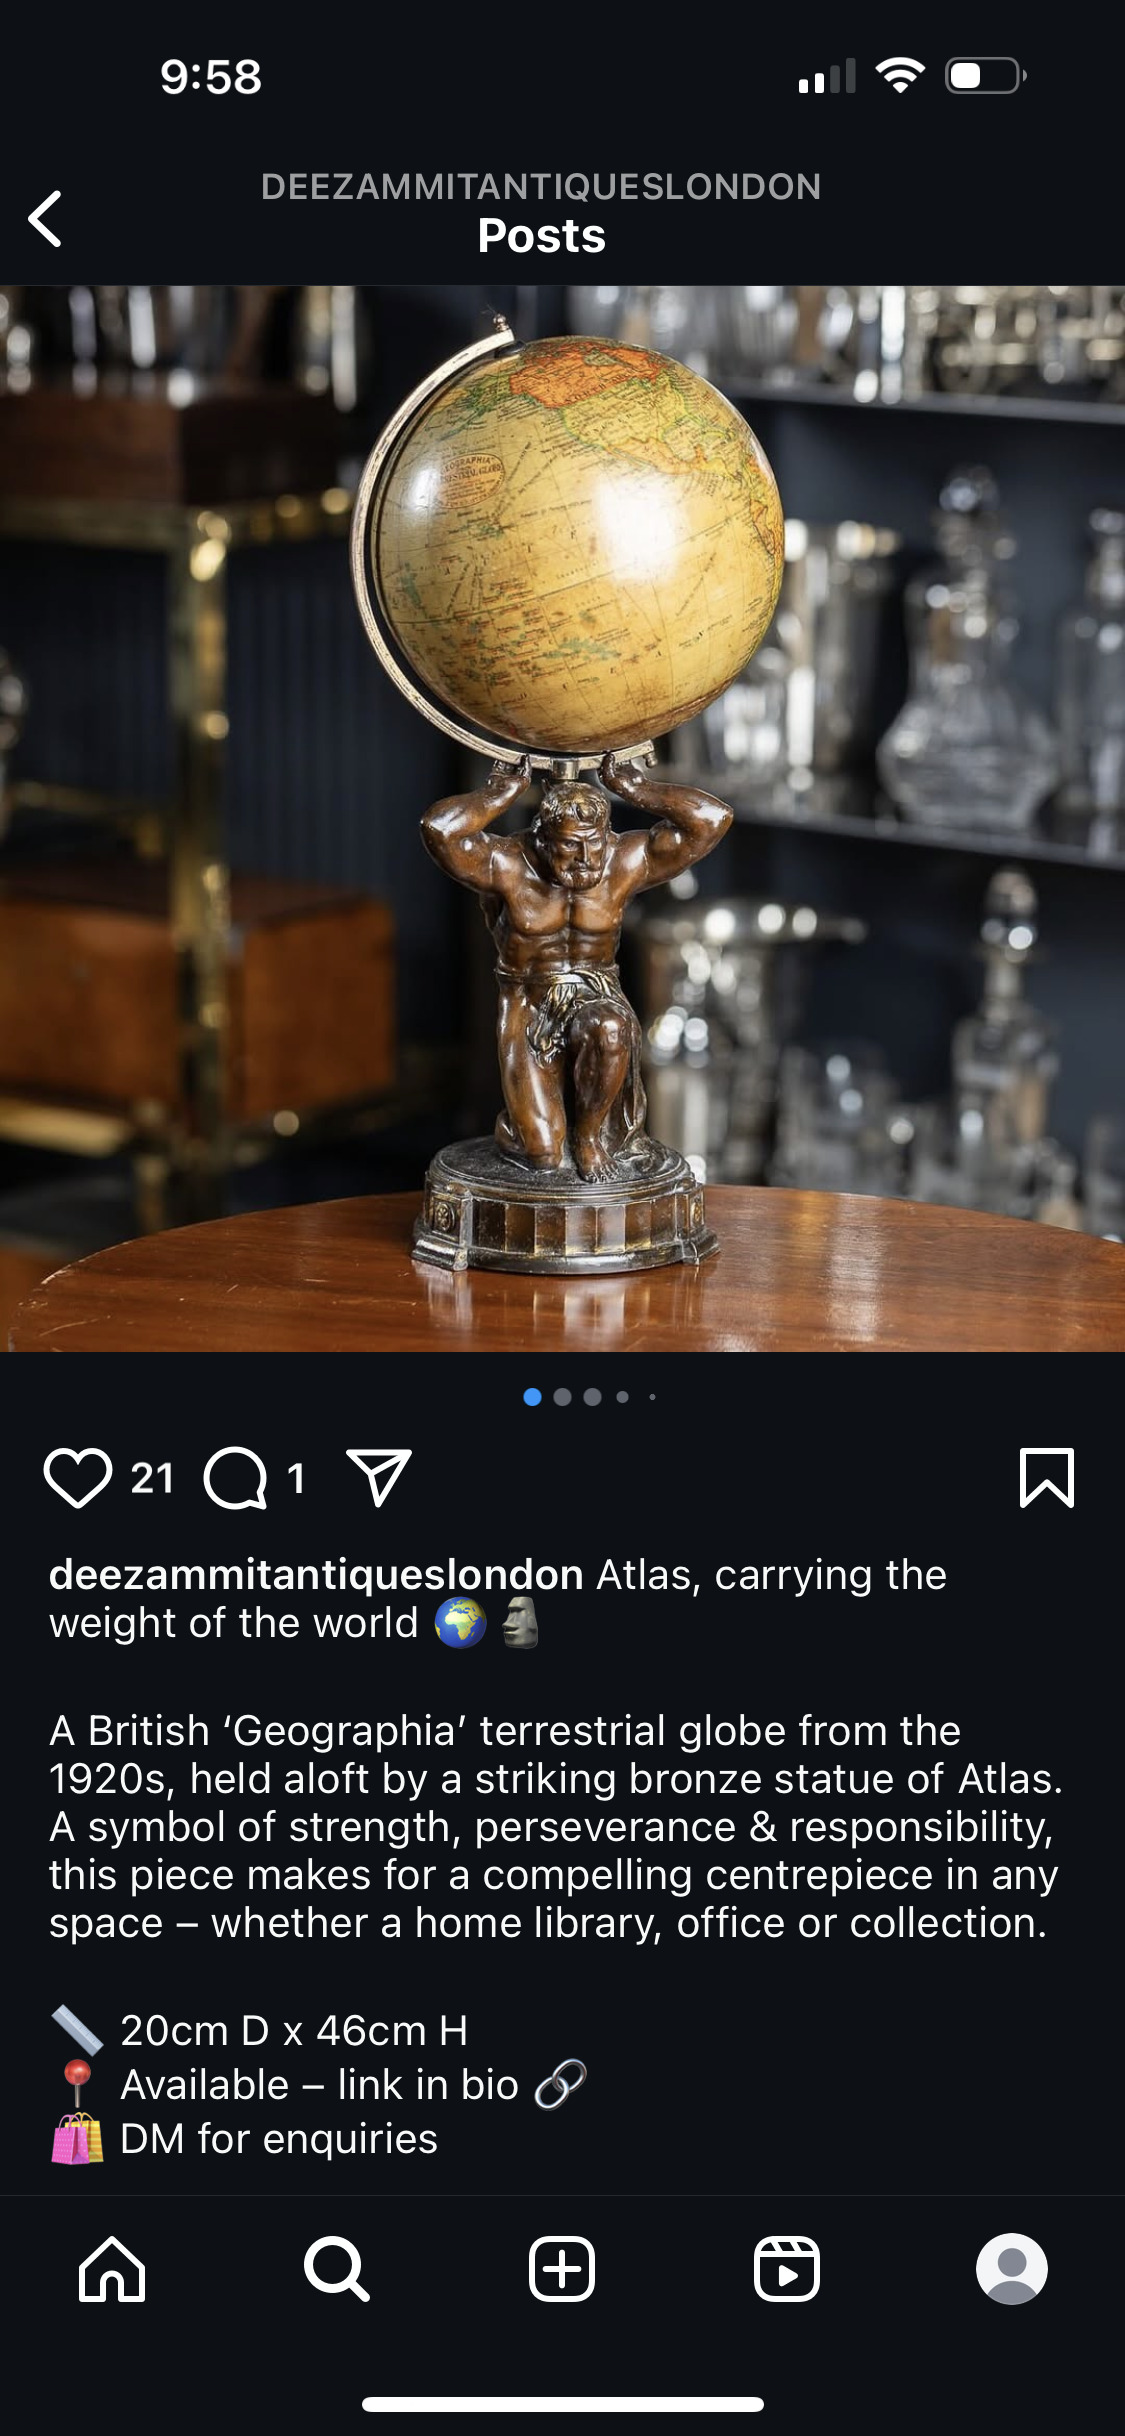 9:58
DEEZAMMITANTIQUESLONDON
Posts
21
1
deezammitantiqueslondon Atlas, carrying the
weight of the world 🌍🗿
A British ‘Geographia’ terrestrial globe from the
1920s, held aloft by a striking bronze statue of Atlas.
A symbol of strength, perseverance & responsibility,
this piece makes for a compelling centrepiece in any
space – whether a home library, office or collection.
📏 20cm D x 46cm H
📍 Available – link in bio 🔗
🛍️ DM for enquiries